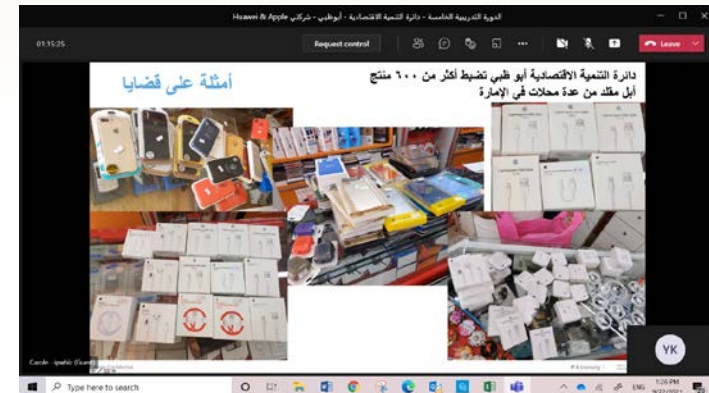 الدورة التدريبية الخامسة - دائرة التنمية الاقتصادية - أبوظبي - شركتي Huawei & Apple
01:15:25
Request control
Leave
أمثلة على قضايا
دائرة التنمية الاقتصادية أبو ظبي تضبط أكثر من ٦٠٠ منتج
أبل مقلد من عدة محلات في الإمارة
YK
Type here to search
ENG
1:26 PM